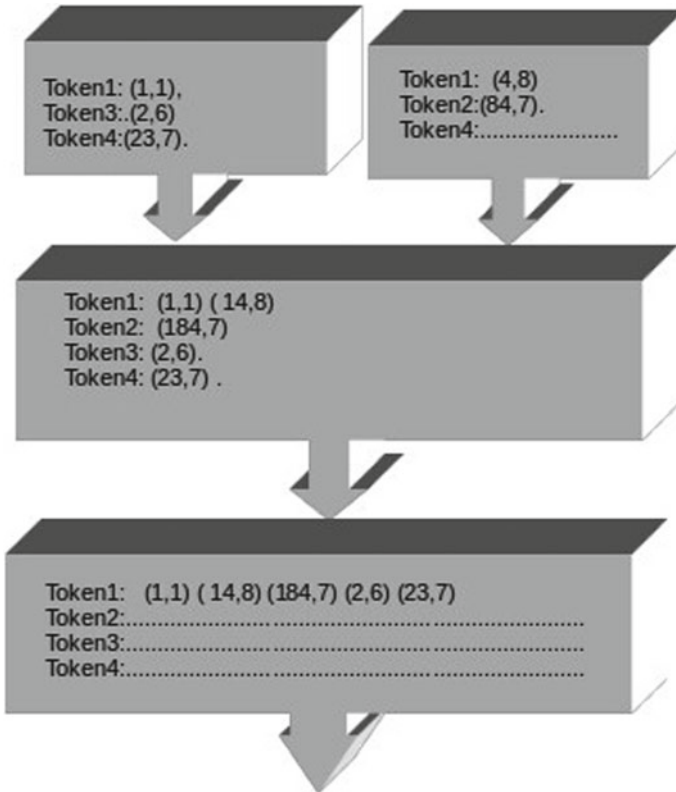 Token1: (1,1),
Token3:.(2,6)
Token4:(23,7).
Token1: (4,8)
Token2:(84,7).
Token4:......................
Token1: (1,1) ( 14,8)
Token2: (184,7)
Token3: (2,6).
Token4: (23,7) .
Token1: (1,1) ( 14,8) (184,7) (2,6) (23,7)
Token2:........................................................................
Token3:........................................................................
Token4:........................................................................